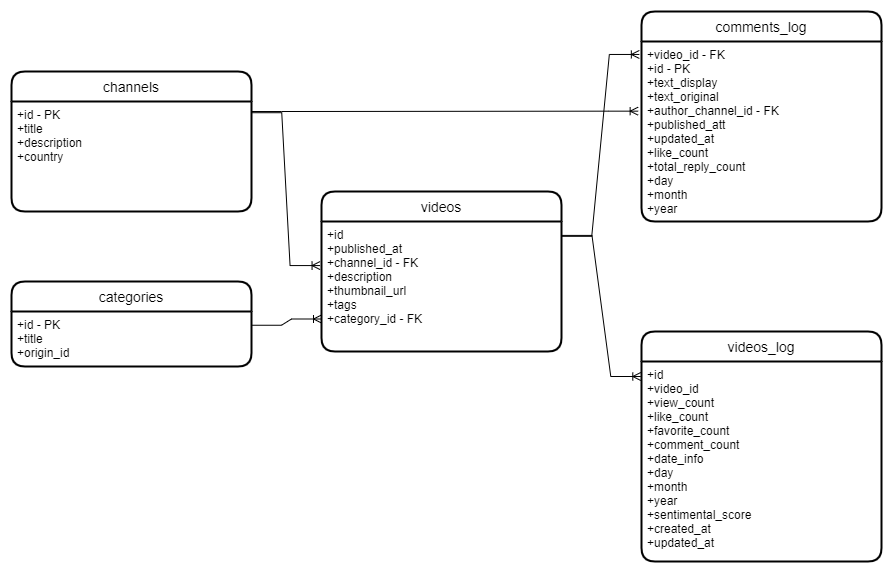 channels
+id - PK
+title
+description
+country
categories
+id - PK
+title
+origin_id
videos
+id
+published_at
+channel_id - FK
+description
+thumbnail_url
+tags
+category_id - FK
comments_log
+video_id - FK
+id - PK
+text_display
+text_original
+author_channel_id - FK
+published_att
+updated_at
+like_count
+total_reply_count
+day
+month
+year
videos_log
+id
+video_id
+view_count
+like_count
+favorite_count
+comment_count
+date_info
+day
+month
+year
+sentimental_score
+created_at
+updated_at